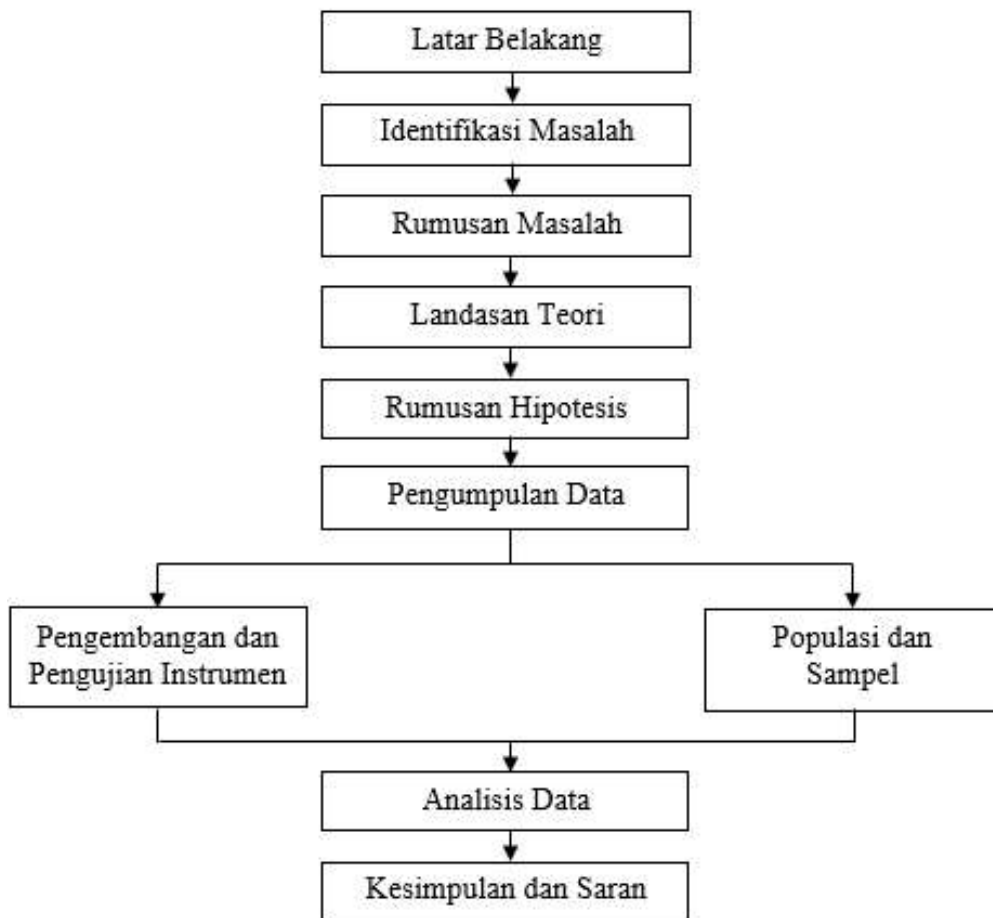 Latar Belakang
Identifikasi Masalah
Rumusan Masalah
Landasan Teori
Rumusan Hipotesis
Pengumpulan Data
Pengembangan dan
Pengujian Instrumen
Populasi dan
Sampel
Analisis Data
Kesimpulan dan Saran